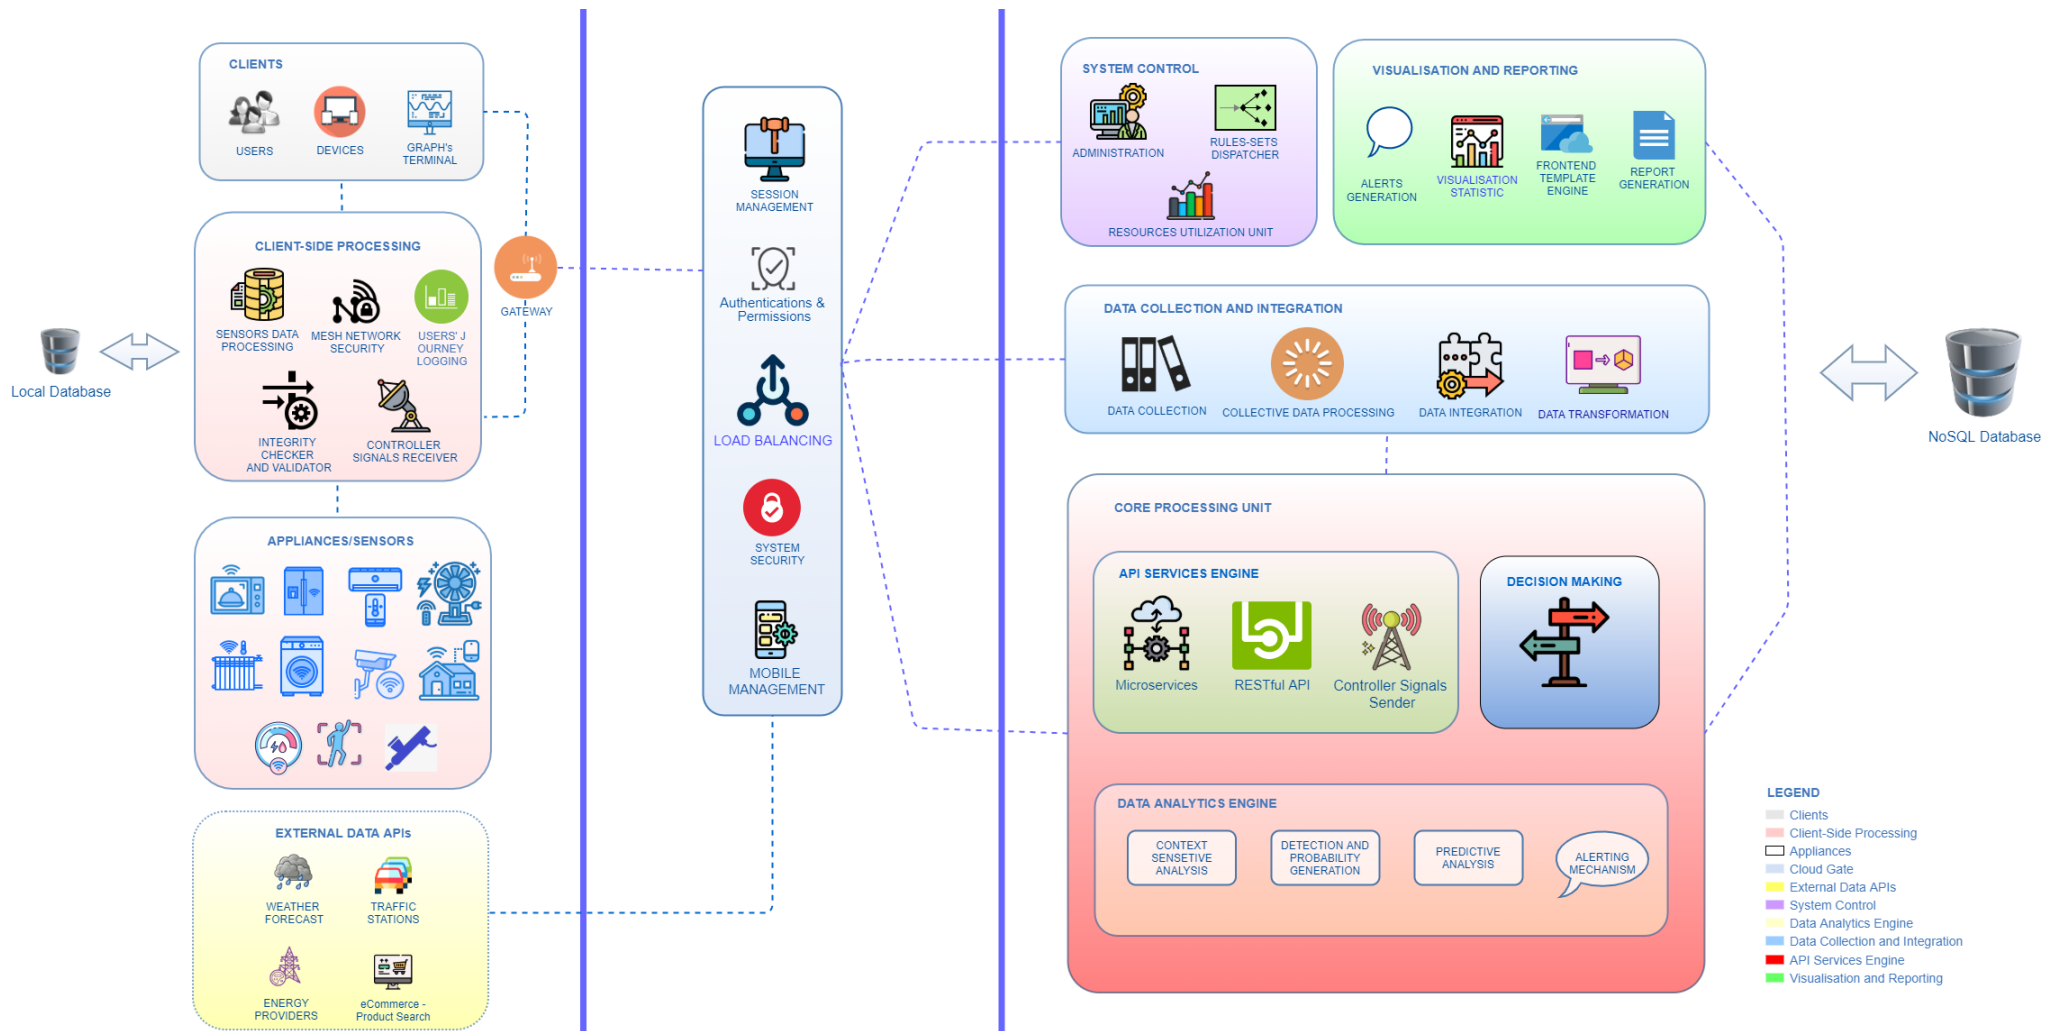 CLIENTS
USERS
DEVICES
GRAPH's
TERMINAL
CLIENT-SIDE PROCESSING
SENSORS DATA
PROCESSING
MESH NETWORK
SECURITY
USERS' J
OURNEY
LOGGING
INTEGRITY
CHECKER
AND VALIDATOR
CONTROLLER
SIGNALS RECEIVER
GATEWAY
Local Database
APPLIANCES/SENSORS
EXTERNAL DATA APIs
WEATHER
FORECAST
TRAFFIC
STATIONS
ENERGY
PROVIDERS
eCommerce -
Product Search
SESSION
MANAGEMENT
Authentications &
Permissions
LOAD BALANCING
SYSTEM
SECURITY
MOBILE
MANAGEMENT
SYSTEM CONTROL
ADMINISTRATION
RULES-SETS
DISPATCHER
RESOURCES UTILIZATION UNIT
VISUALISATION AND REPORTING
ALERTS
GENERATION
VISUALISATION
STATISTIC
FRONTEND
TEMPLATE
ENGINE
REPORT
GENERATION
DATA COLLECTION AND INTEGRATION
DATA COLLECTION
COLLECTIVE DATA PROCESSING
DATA INTEGRATION
DATA TRANSFORMATION
NoSQL Database
CORE PROCESSING UNIT
API SERVICES ENGINE
Microservices
RESTful API
Controller Signals
Sender
DECISION MAKING
DATA ANALYTICS ENGINE
CONTEXT
SENSETIVE
ANALYSIS
DETECTION AND
PROBABILITY
GENERATION
PREDICTIVE
ANALYSIS
ALERTING
MECHANISM
LEGEND
Clients
Client-Side Processing
Appliances
Cloud Gate
External Data APIs
System Control
Data Analytics Engine
Data Collection and Integration
API Services Engine
Visualisation and Reporting